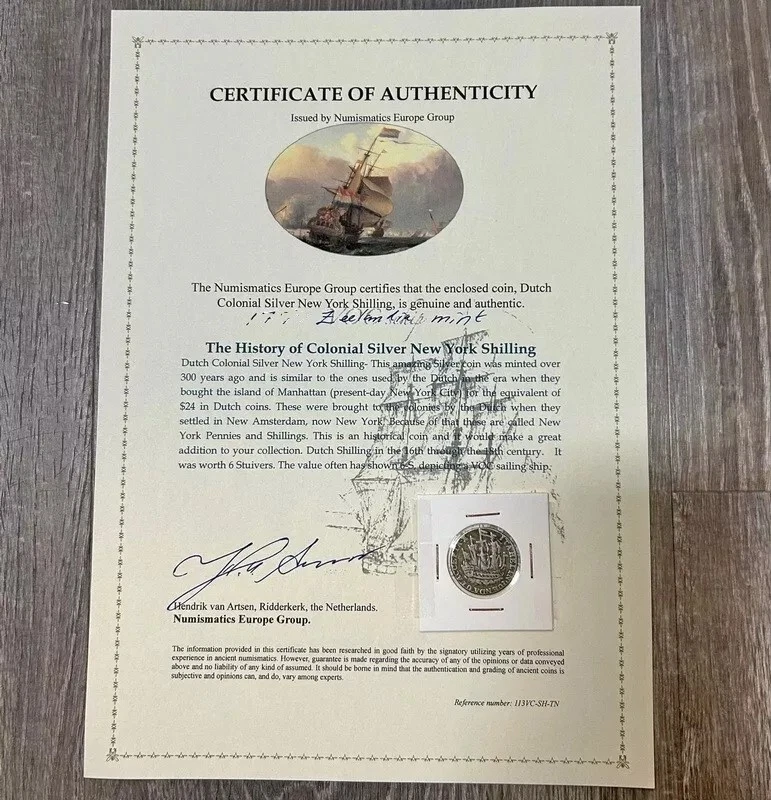 CERTIFICATE OF AUTHENTICITY
Issued by Numismatics Europe Group
The Numismatics Europe Group certifies that the enclosed coin, Dutch
Colonial Silver New York Shilling, is genuine and authentic.
mint
The History of Colonial Silver New York Shilling
Dutch Colonial Silver New York Shilling- This amazing Silver coin was minted over
300 years ago and is similar to the ones used by the Dutch in the era when they
bought the island of Manhattan (present-day New York City) for the equivalent of
$24 in Dutch coins. These were brought to the colonies by the Dutch when they
settled in New Amsterdam, now New York. Because of that these are called New
York Pennies and Shillings. This is an historical coin and it would make a great
addition to your collection. Dutch Shilling in the 16th through the 18th century. It
was worth 6 Stuivers. The value often has shown 6-S, depicting a VOC sailing ship.
Hendrik van Artsen, Ridderkerk, the Netherlands.
Numismatics Europe Group.
The information provided in this certificate has been researched in good faith by the signatory utilizing years of professional
experience in ancient numismatics. However, guarantee is made regarding the accuracy of any of the opinions or data conveyed
above and no liability of any kind of assumed. It should be borne in mind that the authentication and grading of ancient coins is
subjective and opinions can, and do, vary among experts.
Reference number: 113VC-SH-TN